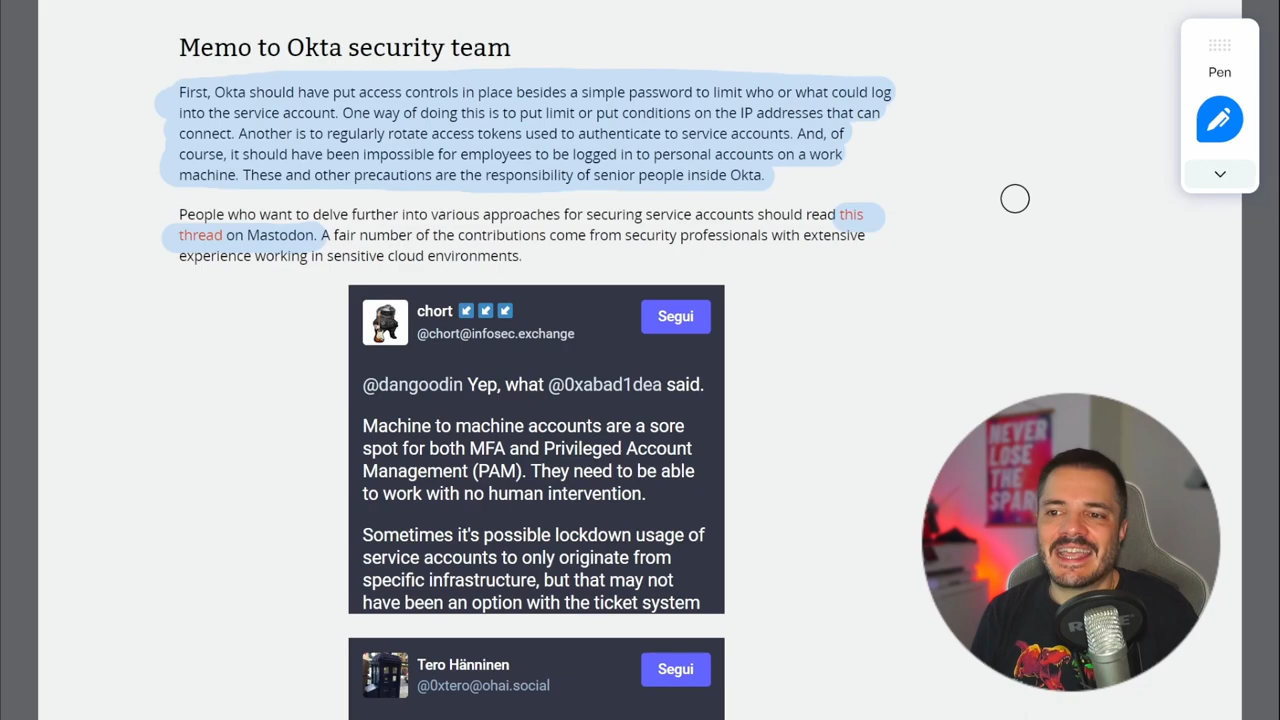 Memo to Okta security team
Pen
First, Okta should have put access controls in place besides a simple password to limit who or what could log
into the service account. One way of doing this is to put limit or put conditions on the IP addresses that can
connect. Another is to regularly rotate access tokens used to authenticate to service accounts. And, of
course, it should have been impossible for employees to be logged in to personal accounts on a work
machine. These and other precautions are the responsibility of senior people inside Okta.
People who want to delve further into various approaches for securing service accounts should read this
thread on Mastodon. A fair number of the contributions come from security professionals with extensive
experience working in sensitive cloud environments.
chort
Segui
@chort@infosec.exchange
@dangoodin Yep, what @0xabad1dea said.
Machine to machine accounts are a sore
spot for both MFA and Privileged Account
Management (PAM). They need to be able
to work with no human intervention.
Sometimes it's possible lockdown usage of
service accounts to only originate from
specific infrastructure, but that may not
have been an option with the ticket system
NEVER
LOSE
THE
SPAR
Tero Hänninen
Segui
@0xtero@ohai.social